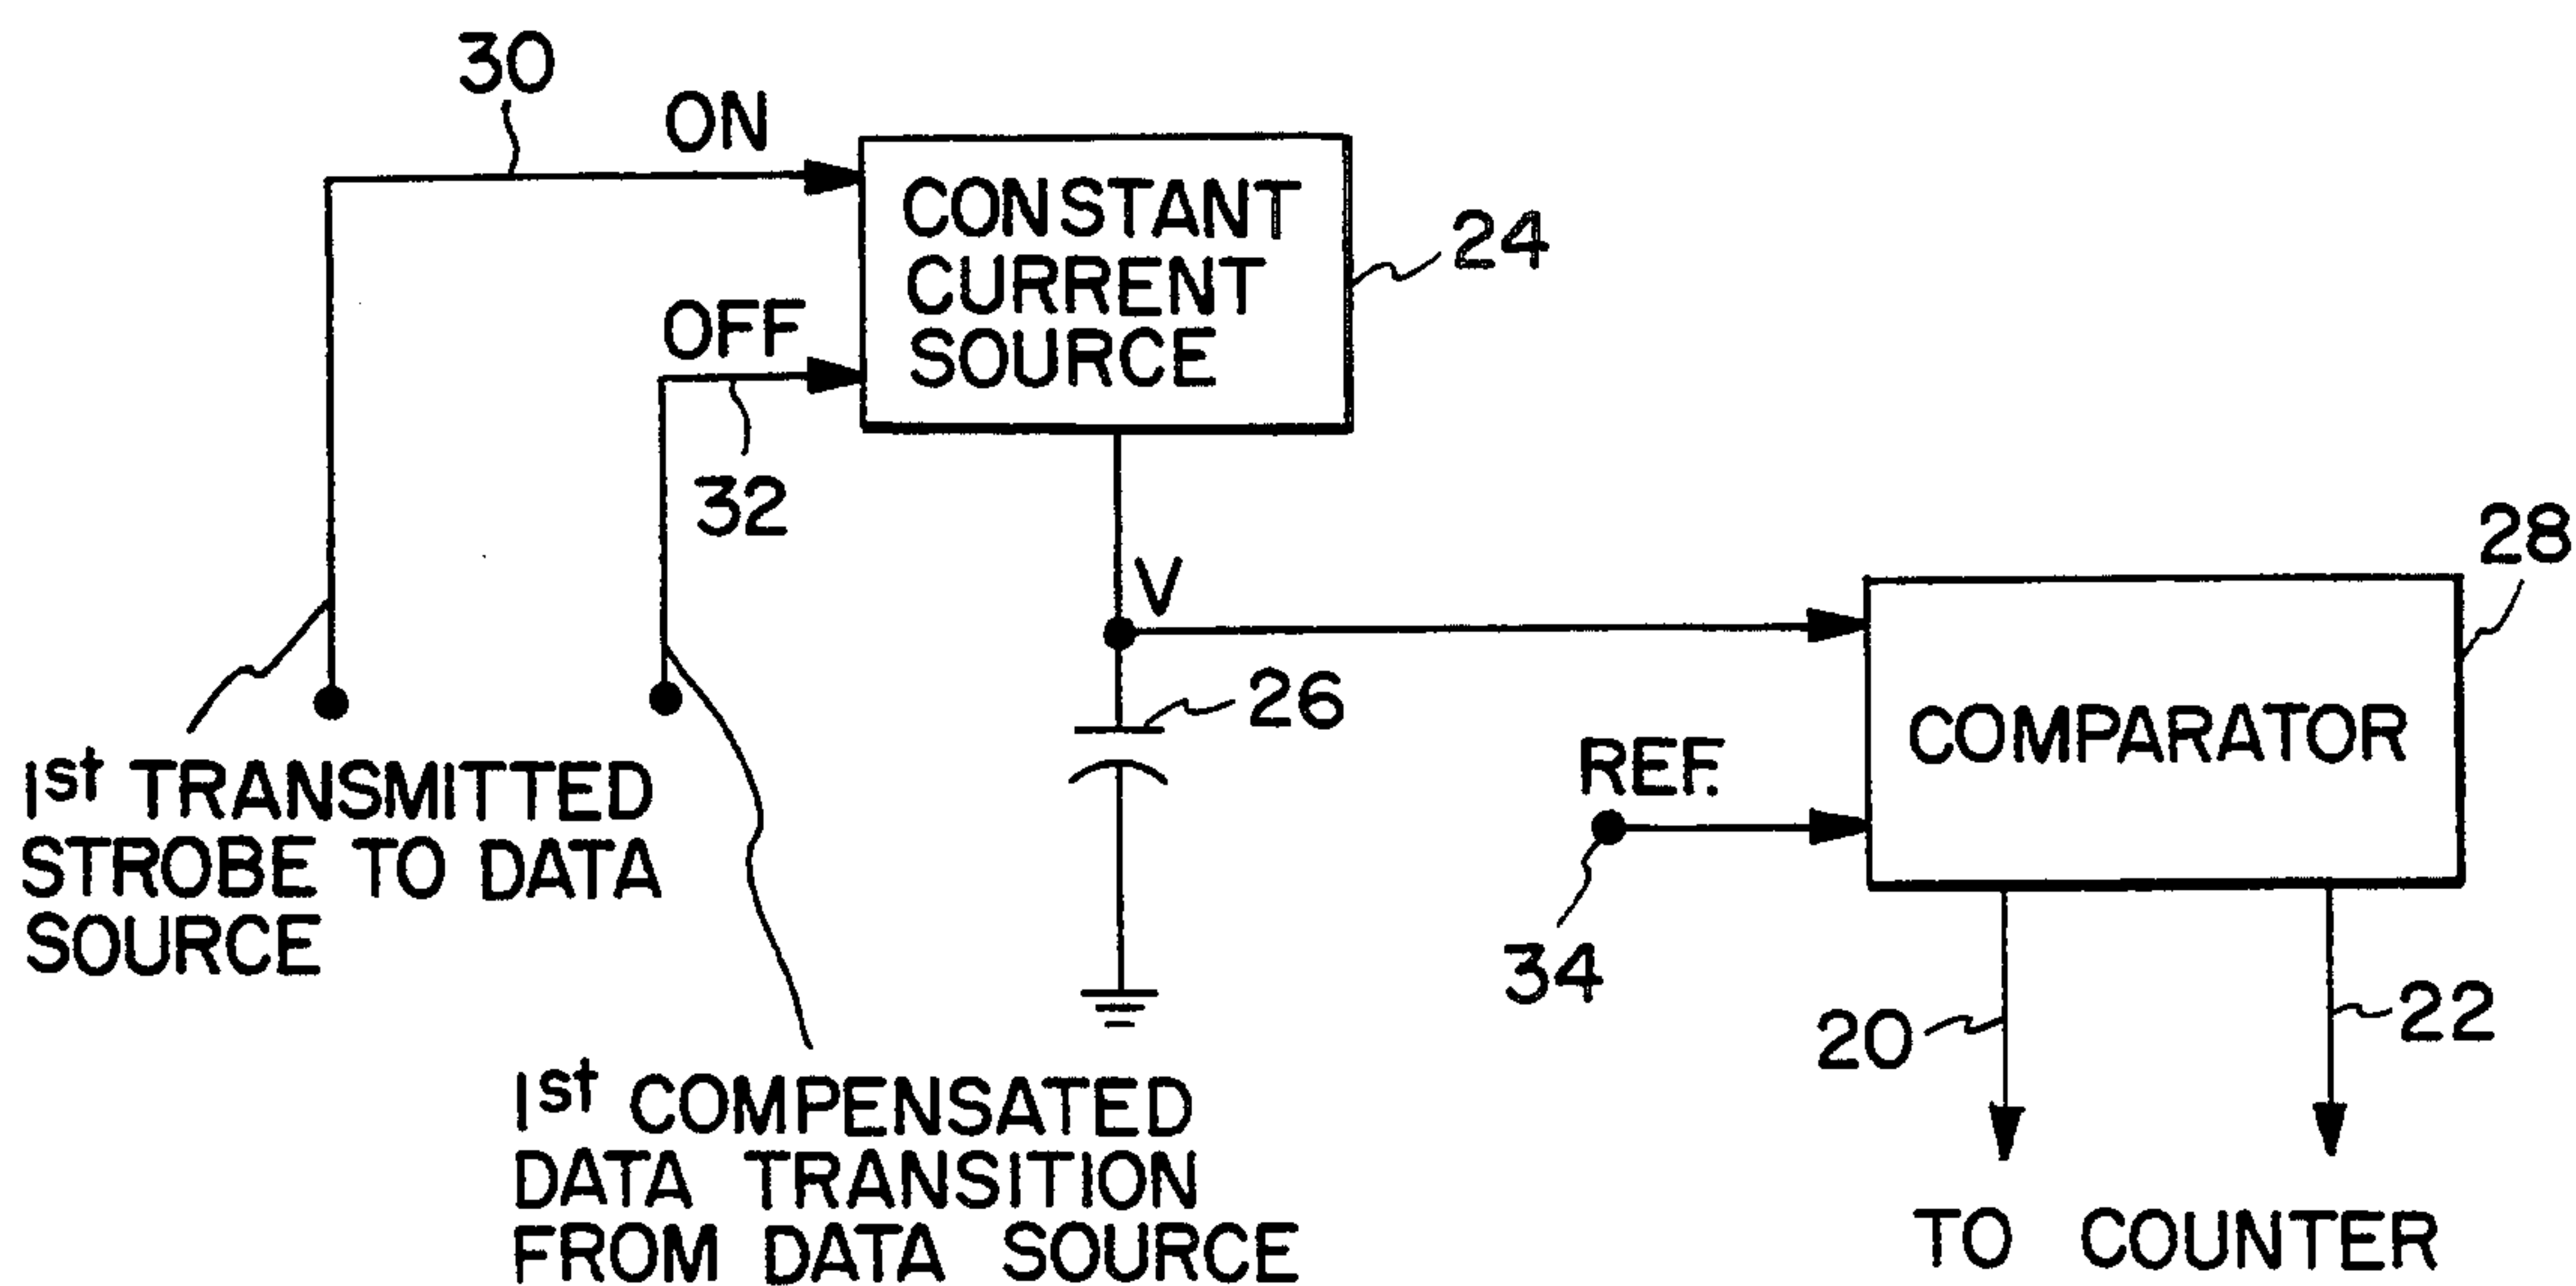 30
ON
CONSTANT
CURRENT
SOURCE
24
OFF
32
V
28
26
COMPARATOR
REF.
34
1st TRANSMITTED
STROBE TO DATA
SOURCE
20
22
1st COMPENSATED
DATA TRANSITION
FROM DATA SOURCE
TO COUNTER